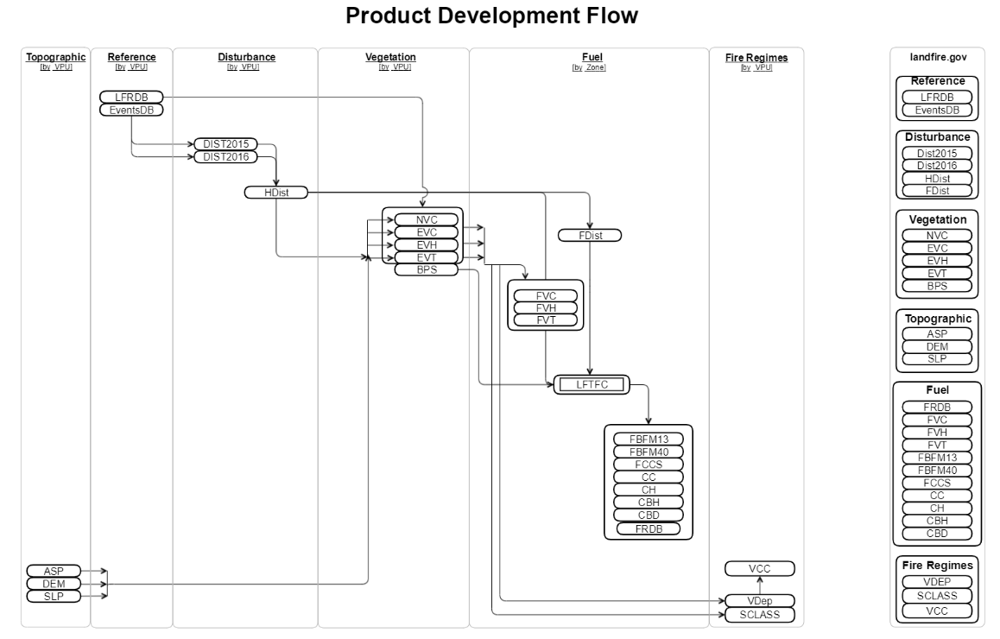 Product Development Flow
Topographic
[by VPU]
Reference
[by VPU]
Disturbance
[by VPU]
Vegetation
[by VPU]
Fuel
[by Zone]
Fire Regimes
[by VPU]
LFRDB
EventsDB
DIST2015
DIST2016
HDist
NVC
EVC
EVH
EVT
BPS
FDist
FVC
FVH
FVT
LFTFC
FBFM13
FBFM40
FCCS
CC
CH
CBH
CBD
FRDB
ASP
DEM
SLP
VCC
VDep
SCLASS
landfire.gov
Reference
LFRDB
EventsDB
Disturbance
Dist2015
Dist2016
HDist
FDist
Vegetation
NVC
EVC
EVH
EVT
BPS
Topographic
ASP
DEM
SLP
Fuel
FRDB
FVC
FVH
FVT
FBFM13
FBFM40
FCCS
CC
CH
CBH
CBD
Fire Regimes
VDEP
SCLASS
VCC